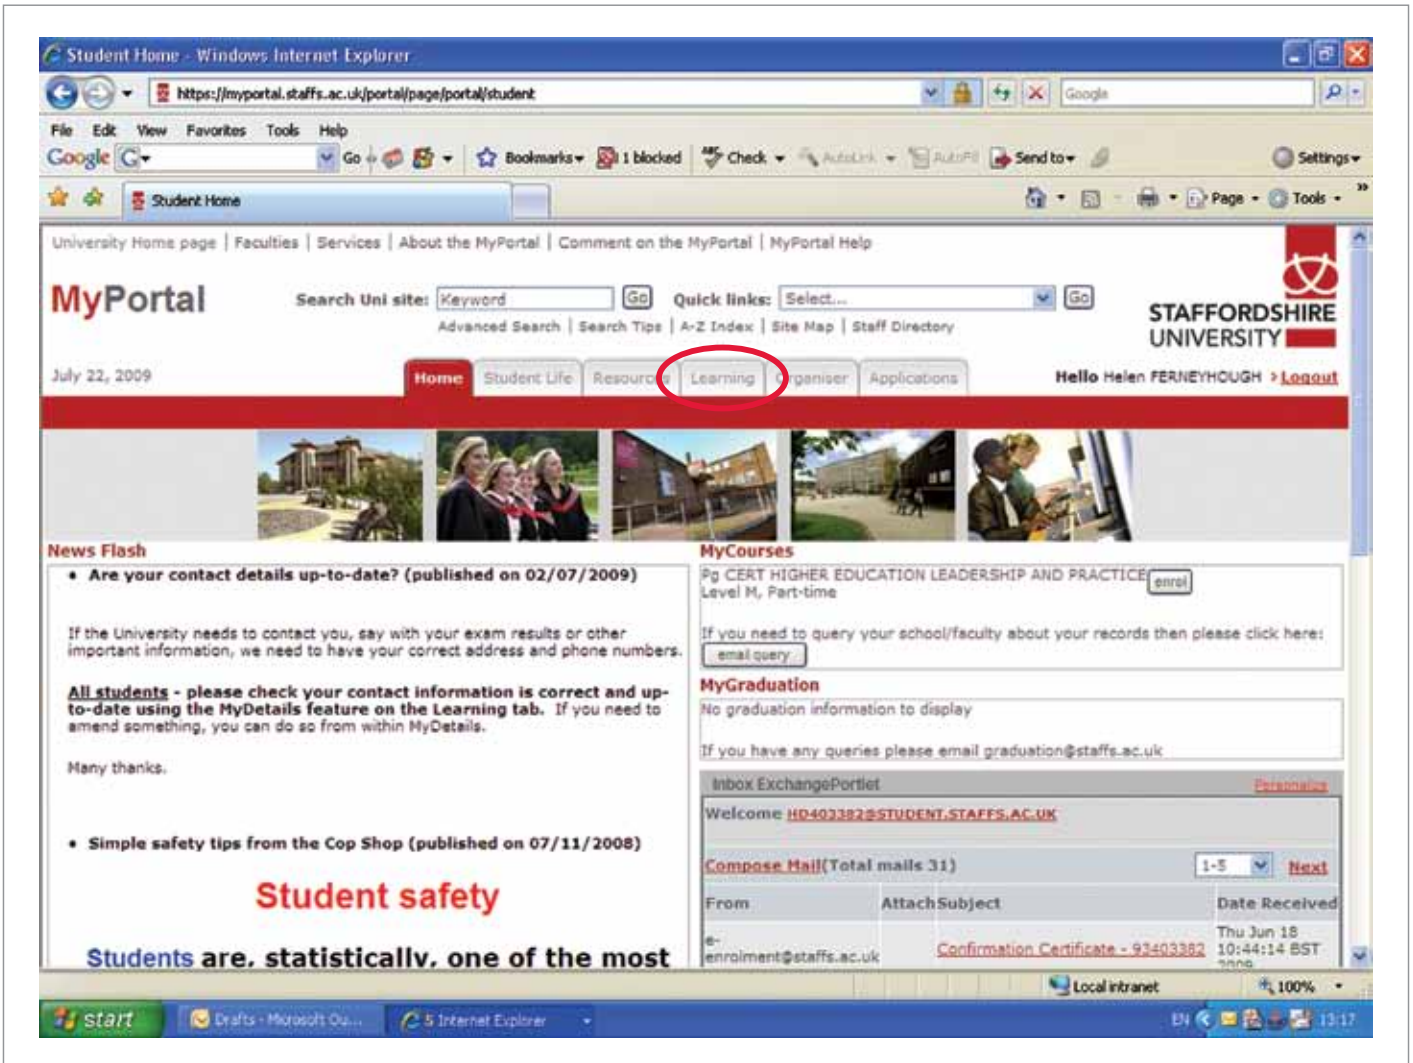 Student Home - Windows Internet Explorer
https://myportal.staffs.ac.uk/portal/page/portal/student
Google
File Edit View Favorites Tools Help
Google G Go Bookmarks 1 blocked Check AutoLink AutoFill Send to Settings
Student Home Page Tools
University Home page | Faculties | Services | About the MyPortal | Comment on the MyPortal | MyPortal Help
MyPortal Search Uni site: Keyword Go Quick links: Select... Go
Advanced Search | Search Tips | A-Z Index | Site Map | Staff Directory
STAFFORDSHIRE
UNIVERSITY
July 22, 2009 Home Student Life Resources Learning Organiser Applications Hello Helen FERNEYHOUGH >Logout
News Flash
• Are your contact details up-to-date? (published on 02/07/2009)
If the University needs to contact you, say with your exam results or other
important information, we need to have your correct address and phone numbers.
All students - please check your contact information is correct and up-
to-date using the MyDetails feature on the Learning tab. If you need to
amend something, you can do so from within MyDetails.
Many thanks.
• Simple safety tips from the Cop Shop (published on 07/11/2008)
Student safety
Students are, statistically, one of the most
MyCourses
Pg CERT HIGHER EDUCATION LEADERSHIP AND PRACTICE enrol
Level M, Part-time
If you need to query your school/faculty about your records then please click here:
email query
MyGraduation
No graduation information to display
If you have any queries please email graduation@staffs.ac.uk
Inbox ExchangePortlet Personalize
Welcome HD403382@STUDENT.STAFFS.AC.UK
Compose Mail(Total mails 31) 1-5 Next
From Attach Subject Date Received
e-
enrolment@staffs.ac.uk Confirmation Certificate - 93403382 Thu Jun 18
10:44:14 BST
2009
Local intranet 100%
start Drafts - Microsoft Ou... 5 Internet Explorer EN 13:17